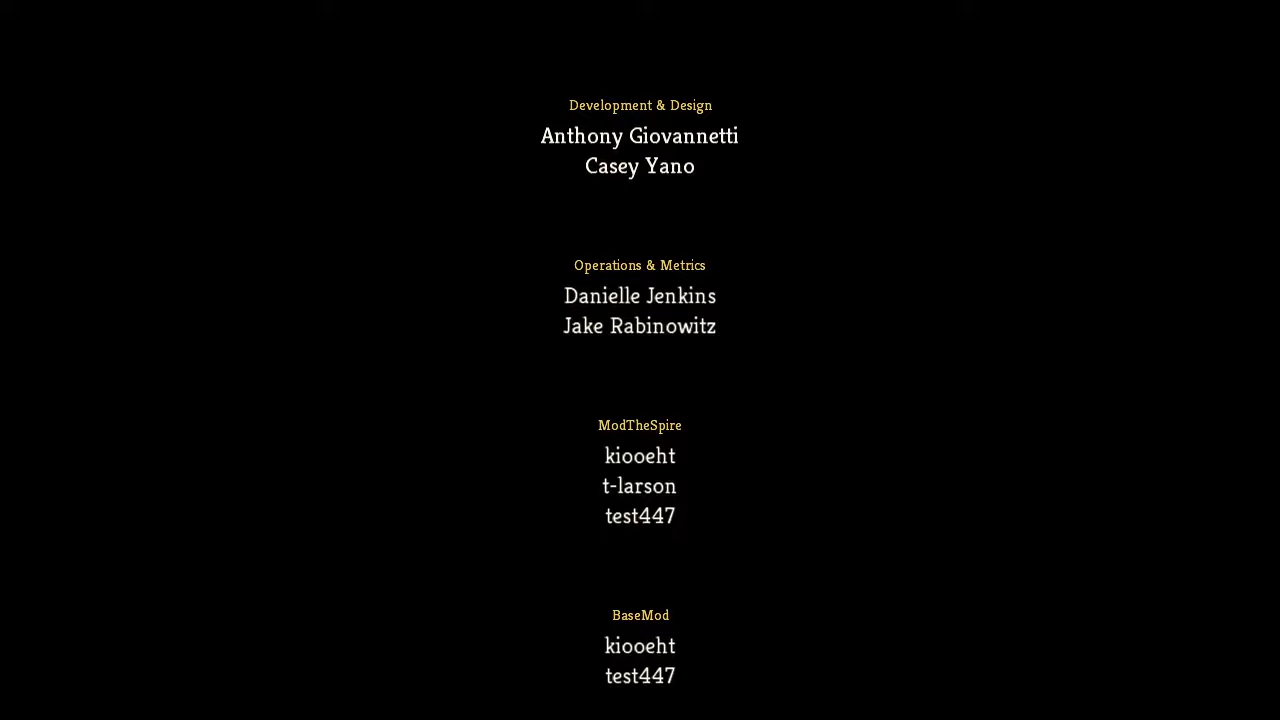 Development & Design
Anthony Giovannetti
Casey Yano
Operations & Metrics
Danielle Jenkins
Jake Rabinowitz
ModTheSpire
kiooeht
t-larson
test447
BaseMod
kiooeht
test447